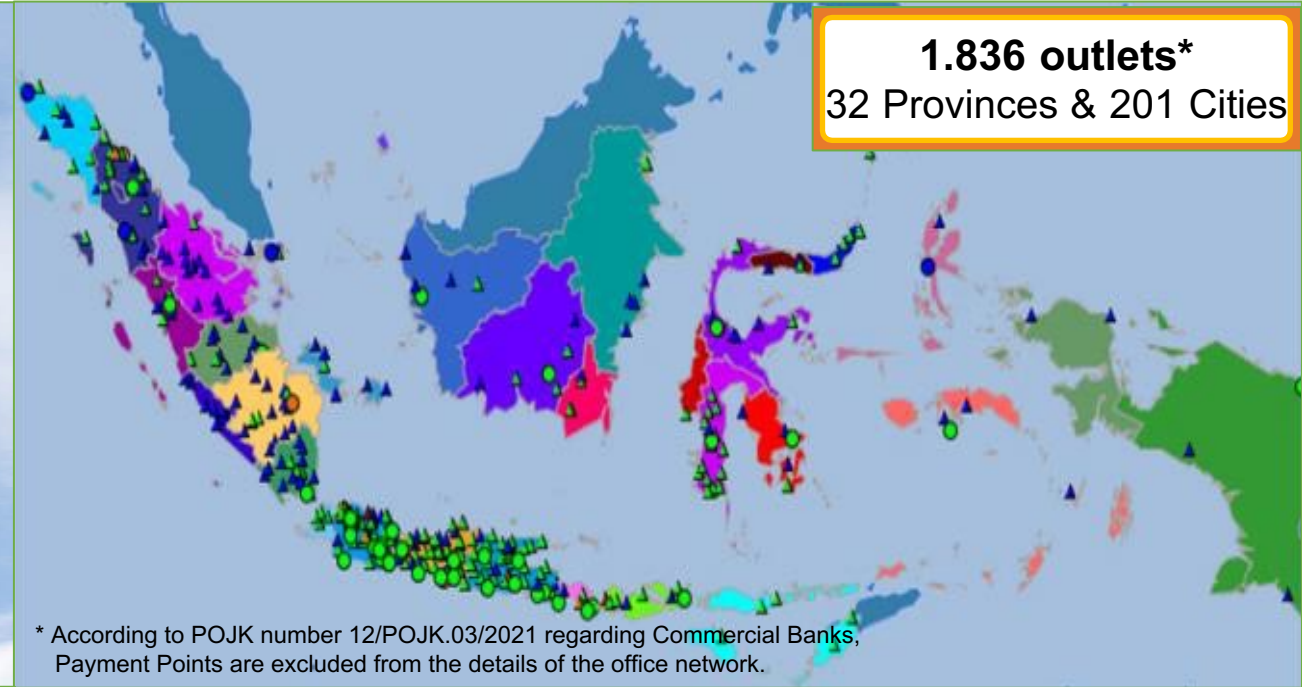 1.836 outlets*
32 Provinces & 201 Cities
* According to POJK number 12/POJK.03/2021 regarding Commercial Banks,
Payment Points are excluded from the details of the office network.